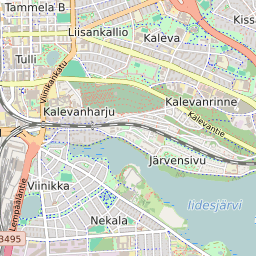 Tammela B
Kiss
Liisankallio
Kaleva
Tulli
Viinikankatu
Kalevanrinne
Kalevanharju
Kalevantie
Järvensivu
Viinikka
Iidesjärvi
Lempääläntie
Nekala
3495